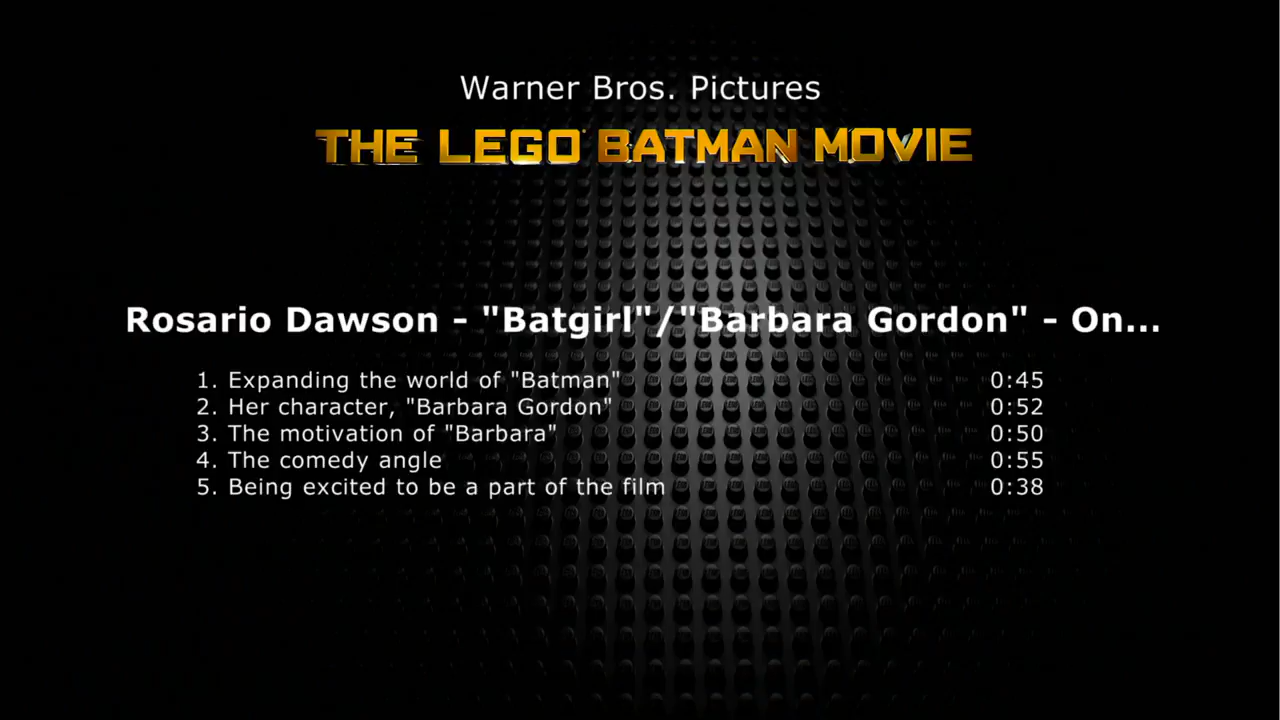 Warner Bros. Pictures
THE LEGO BATMAN MOVIE
Rosario Dawson - "Batgirl"/"Barbara Gordon" - On...
1. Expanding the world of "Batman" 0:45
2. Her character, "Barbara Gordon" 0:52
3. The motivation of "Barbara" 0:50
4. The comedy angle 0:55
5. Being excited to be a part of the film 0:38